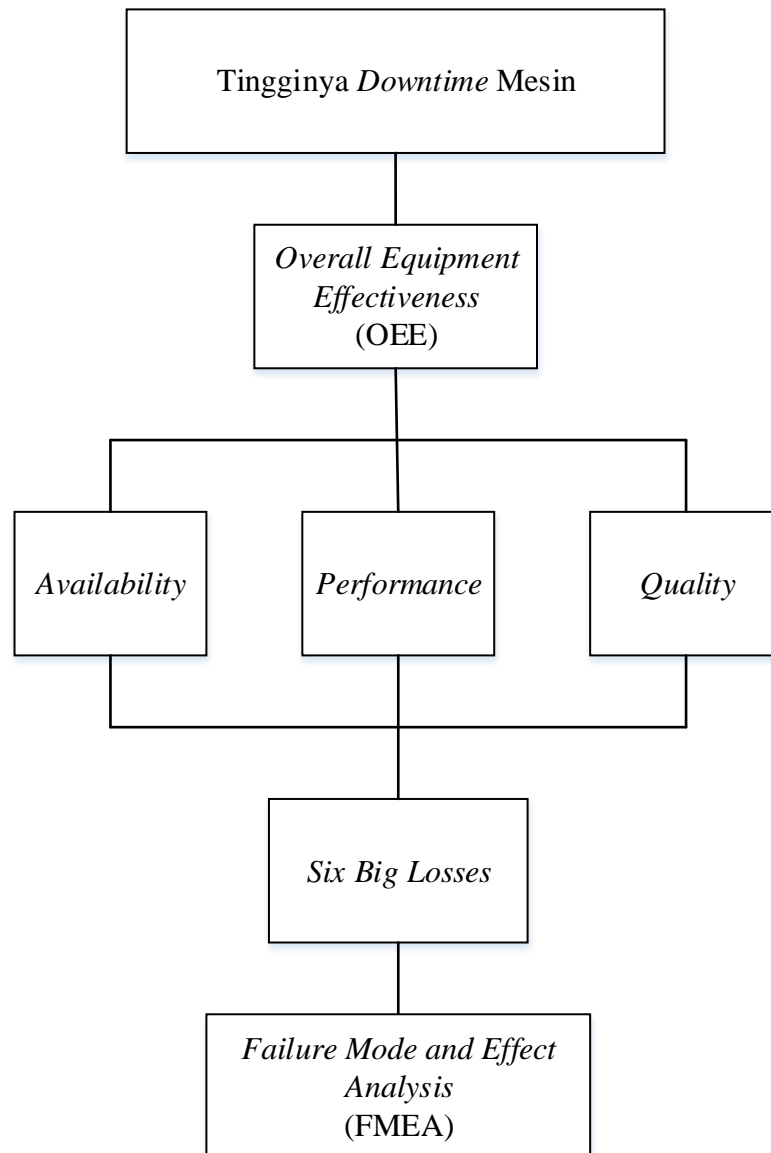 Tingginya Downtime Mesin
Overall Equipment
Effectiveness
(OEE)
Availability
Performance
Quality
Six Big Losses
Failure Mode and Effect
Analysis
(FMEA)